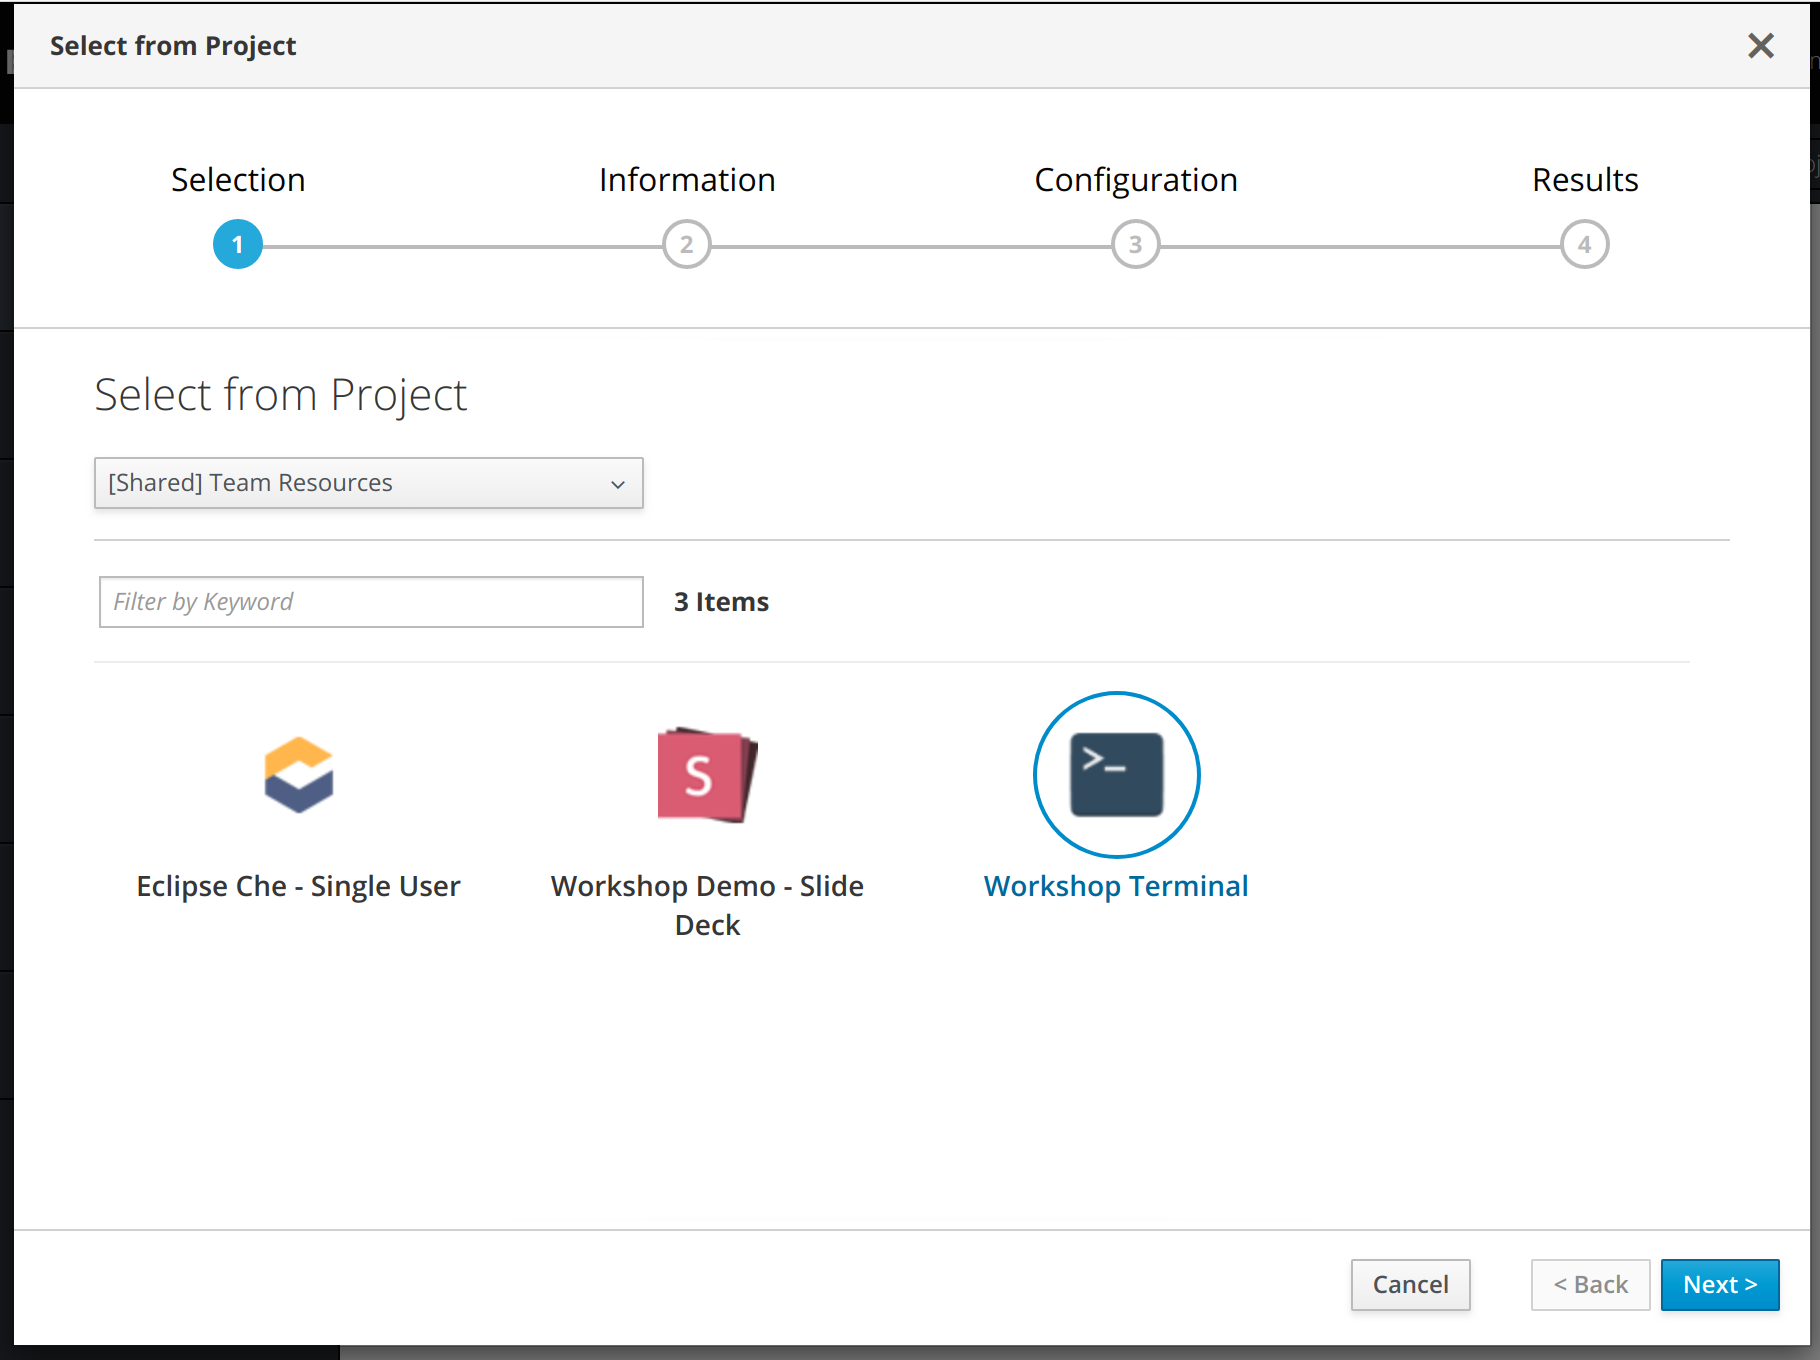 Select from Project
Selection
Information
Configuration
Results
1
2
3
4
Select from Project
[Shared] Team Resources
Filter by Keyword
3 Items
S
>_
Eclipse Che - Single User
Workshop Demo - Slide
Deck
Workshop Terminal
Cancel
< Back
Next >